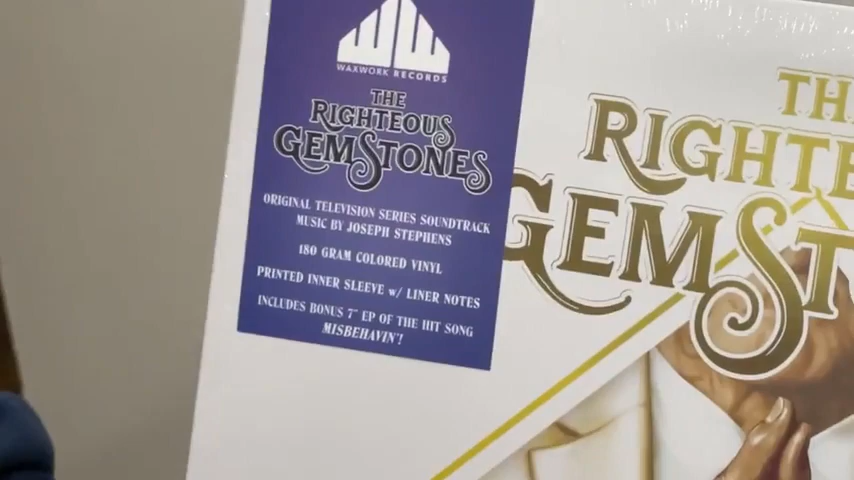 WAXWORK RECORDS
THE
RIGHTEOUS
GEMSTONES
ORIGINAL TELEVISION SERIES SOUNDTRACK
MUSIC BY JOSEPH STEPHENS
180 GRAM COLORED VINYL
PRINTED INNER SLEEVE w/ LINER NOTES
INCLUDES BONUS 7" EP OF THE HIT SONG
MISBEHAVIN'!
TH
RIGHTE
GEMST